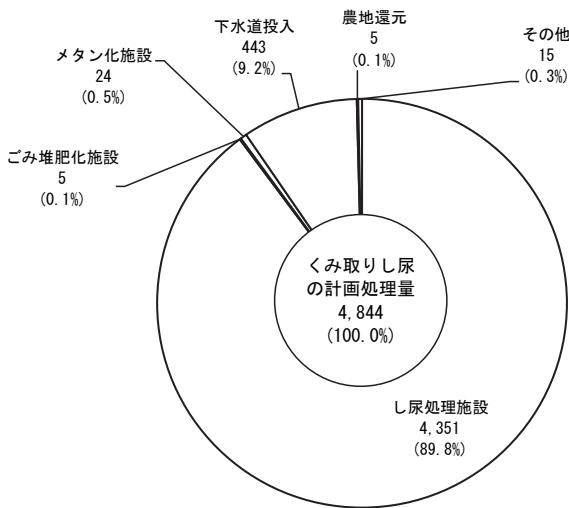 下水道投入
443
(9.2%)
農地還元
5
(0.1%)
その他
15
(0.3%)
メタン化施設
24
(0.5%)
ごみ堆肥化施設
5
(0.1%)
くみ取りし尿
の計画処理量
4,844
(100.0%)
し尿処理施設
4,351
(89.8%)